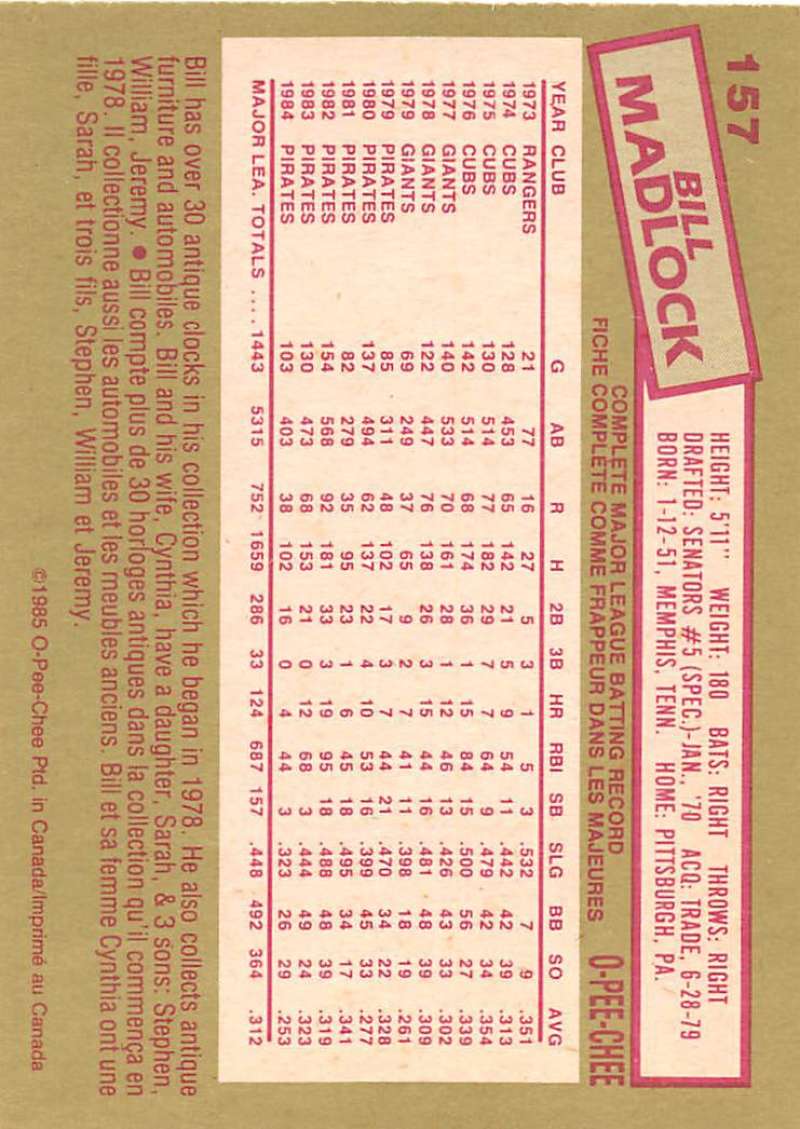 157
BILL
MADLOCK
HEIGHT: 5'11" WEIGHT: 180 BATS: RIGHT THROWS: RIGHT
DRAFTED: SENATORS #5 (SPEC.)-JAN., '70 ACQ: TRADE, 6-28-79
BORN: 1-12-51, MEMPHIS, TENN. HOME: PITTSBURGH, PA.
COMPLETE MAJOR LEAGUE BATTING RECORD
FICHE COMPLÈTE COMME FRAPPEUR DANS LES MAJEURES O-PEE-CHEE
YEAR CLUB G AB R H 2B 3B HR RBI SB SLG BB SO AVG
1973 RANGERS 21 77 16 27 5 3 1 5 3 .532 7 9 .351
1974 CUBS 128 453 65 142 21 5 9 54 11 .442 42 39 .313
1975 CUBS 130 514 77 182 29 7 7 64 9 .479 42 34 .354
1976 CUBS 142 514 68 174 36 1 15 84 15 .500 56 27 .339
1977 GIANTS 140 533 70 161 28 1 12 46 13 .426 43 33 .302
1978 GIANTS 122 447 76 138 26 3 15 44 16 .481 48 39 .309
1979 GIANTS 69 249 37 65 9 2 7 41 11 .398 18 19 .261
1979 PIRATES 85 311 48 102 17 3 7 44 21 .470 34 22 .328
1980 PIRATES 137 494 62 137 22 4 10 53 16 .399 45 33 .277
1981 PIRATES 82 279 35 95 23 1 6 45 18 .495 34 17 .341
1982 PIRATES 154 568 92 181 33 3 19 95 18 .488 48 39 .319
1983 PIRATES 130 473 68 153 21 0 12 68 3 .444 49 24 .323
1984 PIRATES 103 403 38 102 16 0 4 44 3 .323 26 29 .253
MAJOR LEA. TOTALS .... 1443 5315 752 1659 286 33 124 687 157 .448 492 364 .312
Bill has over 30 antique clocks in his collection which he began in 1978. He also collects antique
furniture and automobiles. Bill and his wife, Cynthia, have a daughter, Sarah, & 3 sons: Stephen,
William, Jeremy. ● Bill compte plus de 30 horloges antiques dans la collection qu'il commença en
1978. Il collectionne aussi les automobiles et les meubles anciens. Bill et sa femme Cynthia ont une
fille, Sarah, et trois fils, Stephen, William et Jeremy.
©1985 O-Pee-Chee Ptd. in Canada/Imprimé au Canada